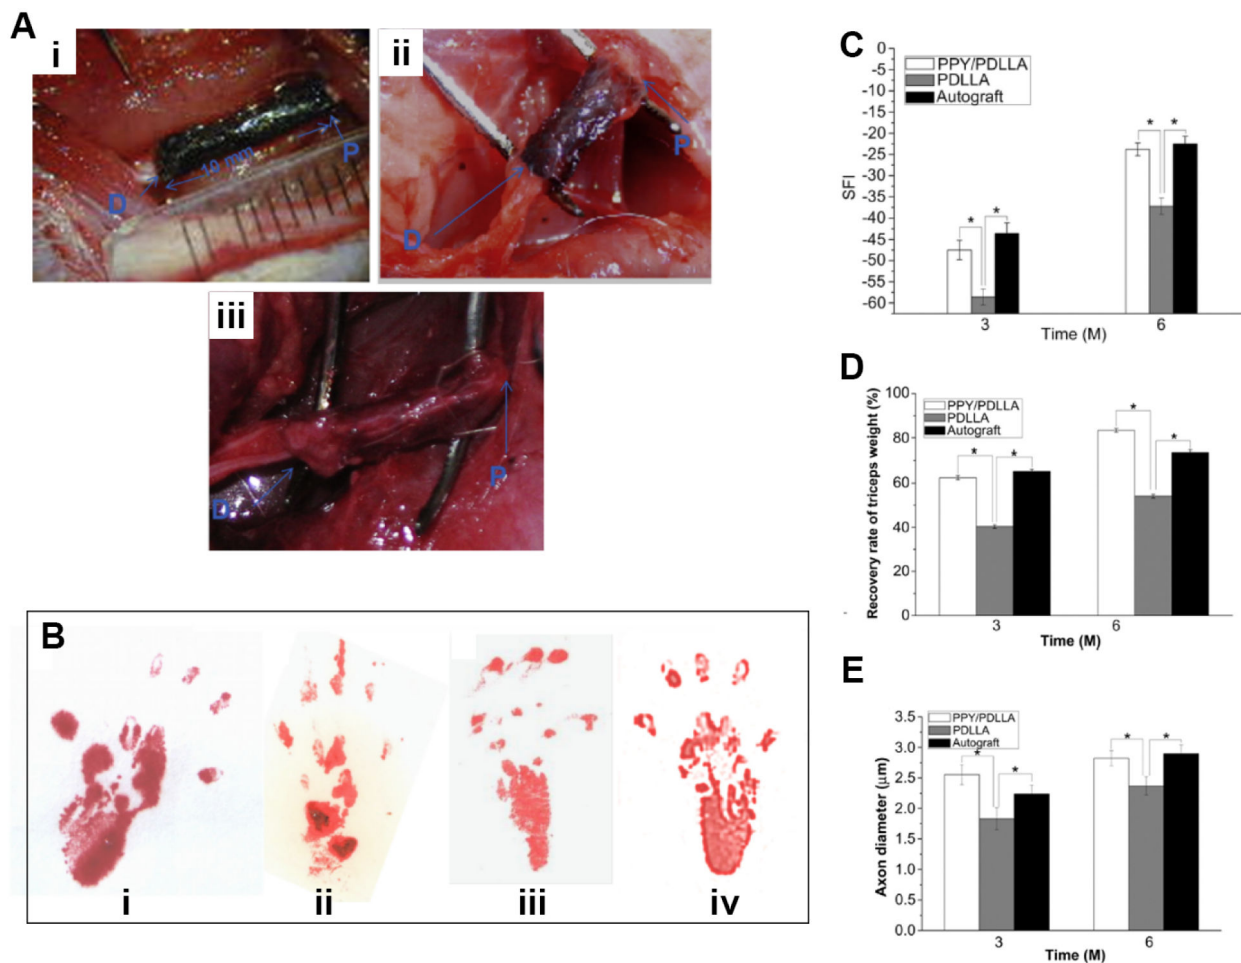 A
i
10 mm
D
P
ii
D
P
iii
D
P
B
i
ii
iii
iv
C
SFI
0
-5
-10
-15
-20
-25
-30
-35
-40
-45
-50
-55
-60
PPY/PDLLA
PDLLA
Autograft
* *
* *
3
6
Time (M)
D
Recovery rate of triceps weight (%)
100
80
60
40
20
0
PPY/PDLLA
PDLLA
Autograft
* *
* *
3
6
Time (M)
E
Axon diameter (μm)
3.5
3.0
2.5
2.0
1.5
1.0
0.5
0.0
PPY/PDLLA
PDLLA
Autograft
* *
* *
3
6
Time (M)